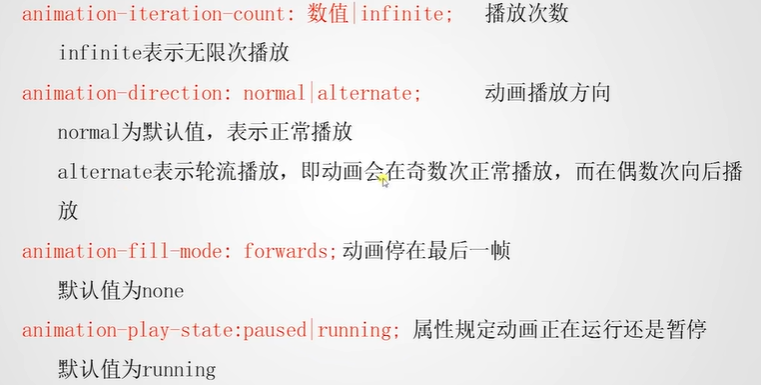 animation-iteration-count: 数值|infinite; 播放次数
infinite表示无限次播放
animation-direction: normal|alternate; 动画播放方向
normal为默认值，表示正常播放
alternate表示轮流播放，即动画会在奇数次正常播放，而在偶数次向后播
放
animation-fill-mode: forwards;动画停在最后一帧
默认值为none
animation-play-state:paused|running; 属性规定动画正在运行还是暂停
默认值为running